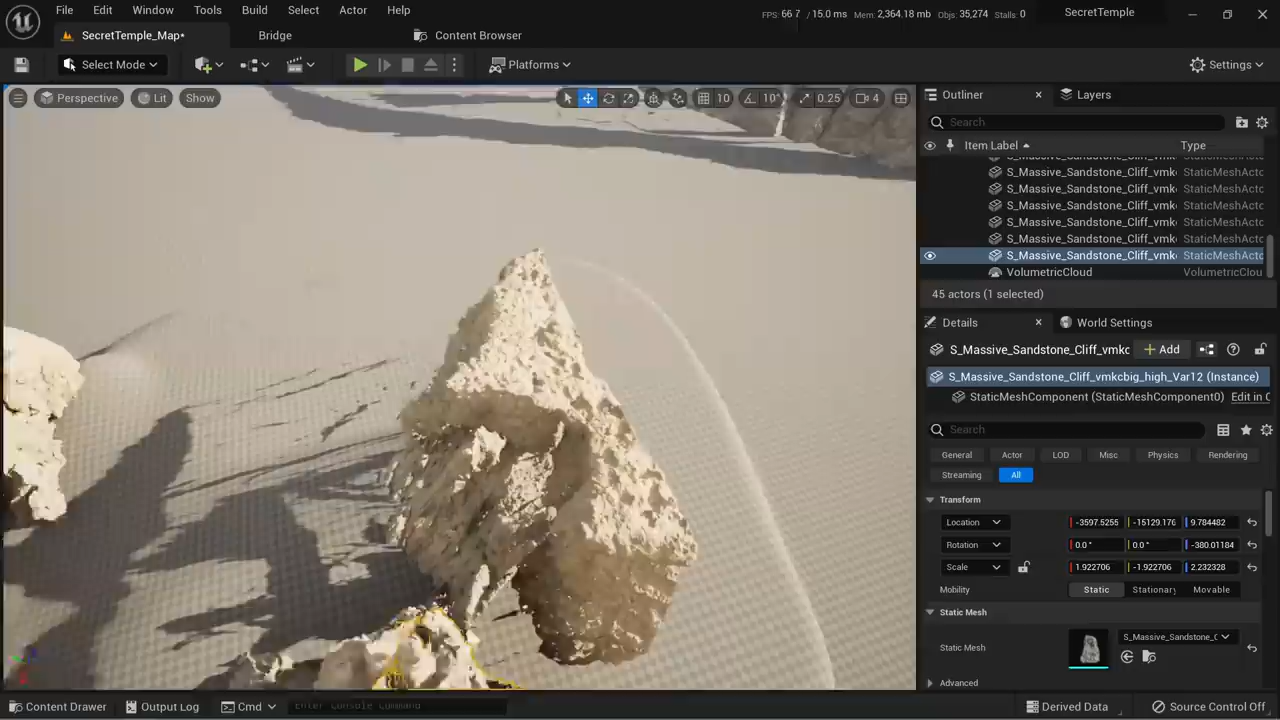 File Edit Window Tools Build Select Actor Help
FPS: 66.7 / 15.0 ms Mem: 2,364.18 mb Objs: 35,274 Stalls: 0 SecretTemple
SecretTemple_Map* Bridge Content Browser
Select Mode Platforms Settings
Perspective Lit Show 10 10° 0.25 4
Outliner Layers
Search
Item Label Type
S_Massive_Sandstone_Cliff_vmk StaticMeshActo
S_Massive_Sandstone_Cliff_vmk StaticMeshActo
S_Massive_Sandstone_Cliff_vmk StaticMeshActo
S_Massive_Sandstone_Cliff_vmk StaticMeshActo
S_Massive_Sandstone_Cliff_vmk StaticMeshActo
S_Massive_Sandstone_Cliff_vmk StaticMeshActo
S_Massive_Sandstone_Cliff_vmk StaticMeshActo
VolumetricCloud VolumetricClou
45 actors (1 selected)
Details World Settings
S_Massive_Sandstone_Cliff_vmkc Add
S_Massive_Sandstone_Cliff_vmkcbig_high_Var12 (Instance)
StaticMeshComponent (StaticMeshComponent0) Edit in C
Search
General Actor LOD Misc Physics Rendering
Streaming All
Transform
Location -3597.5255 -15129.176 9.784482
Rotation 0.0 ° 0.0 ° -380.01184
Scale 1.922706 -1.922706 2.232328
Mobility Static Stationary Movable
Static Mesh
Static Mesh S_Massive_Sandstone_C
Advanced
Content Drawer Output Log Cmd Enter Console Command Derived Data Source Control Off